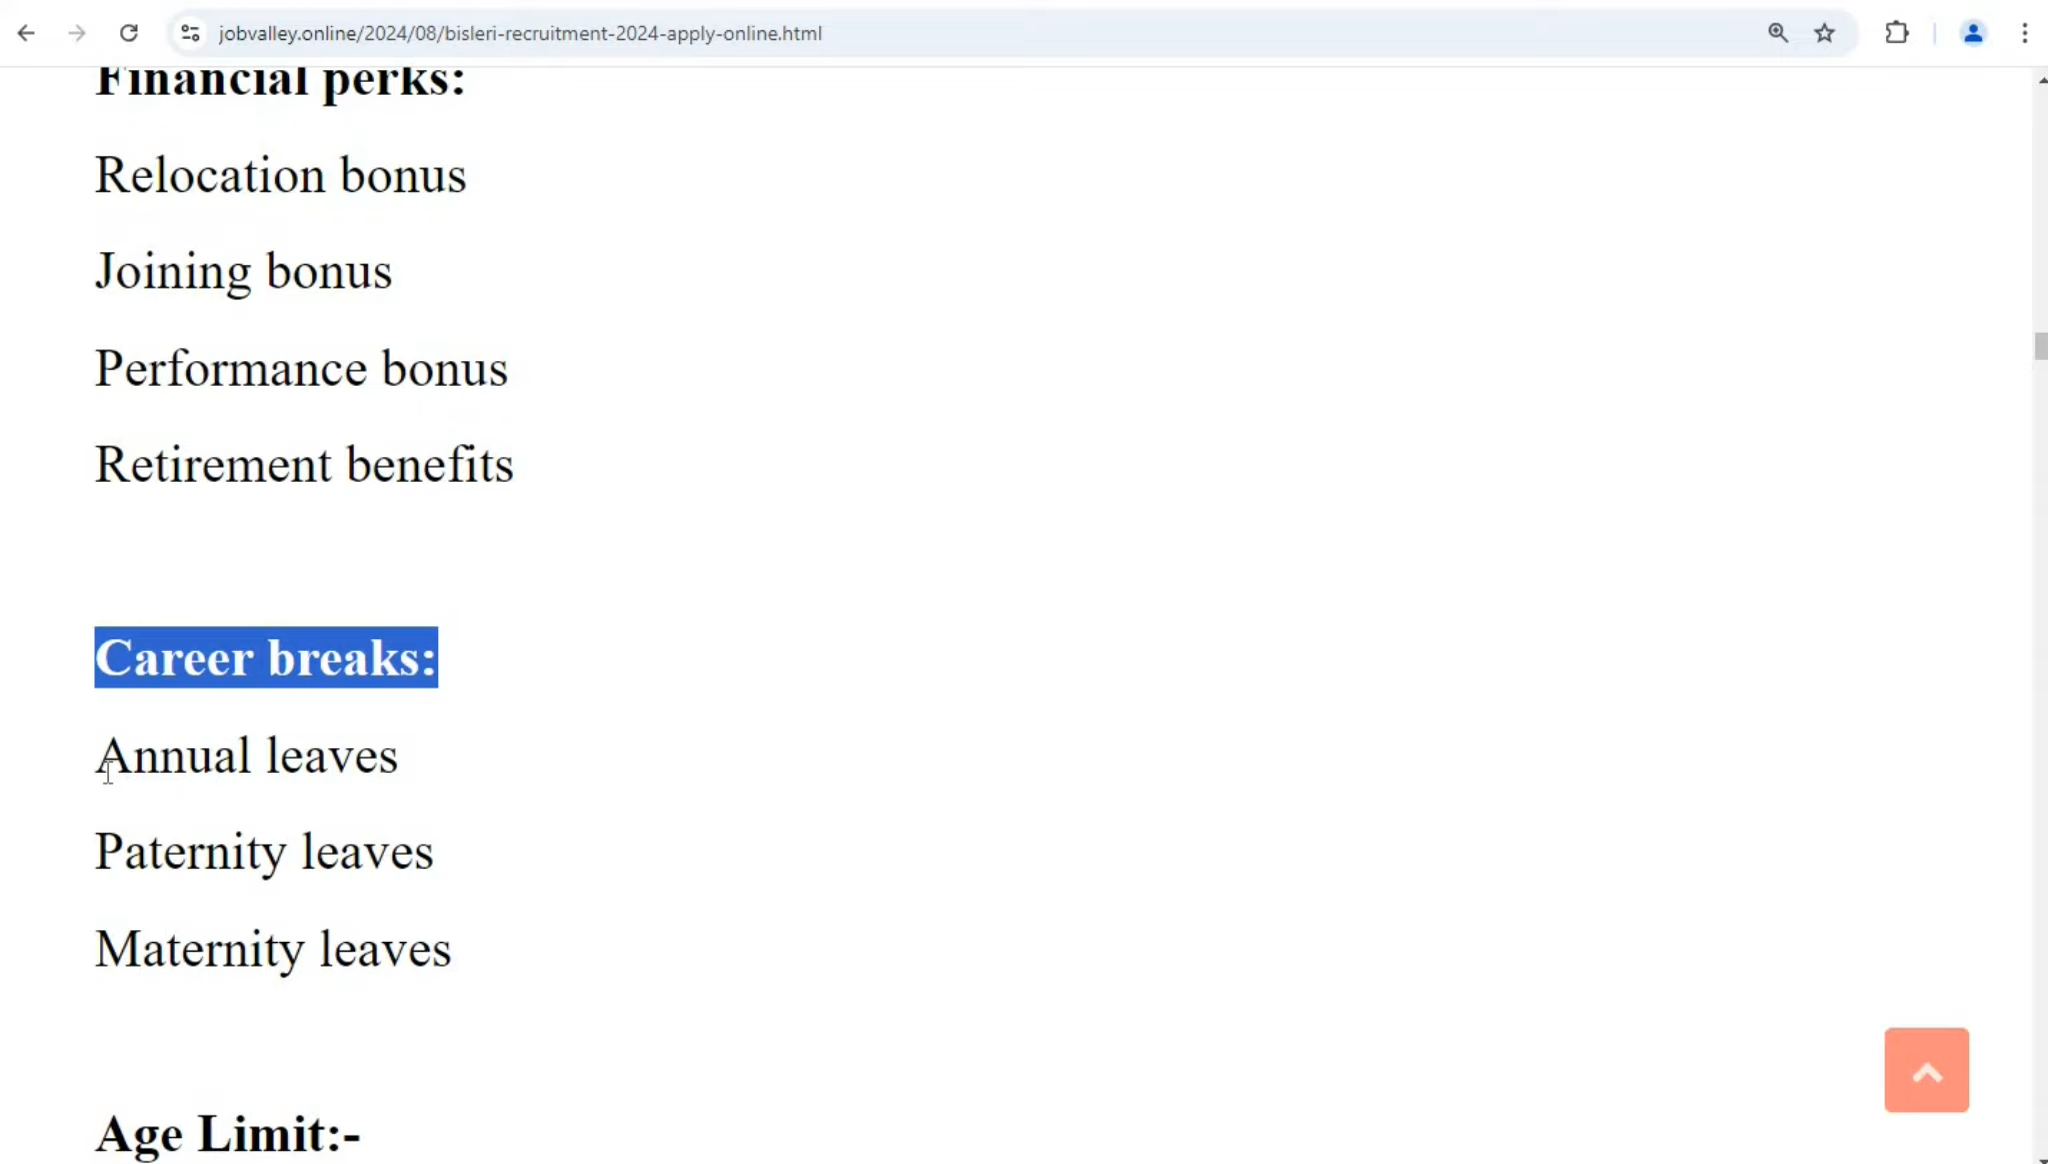 jobvalley.online/2024/08/bisleri-recruitment-2024-apply-online.html
Financial perks:
Relocation bonus
Joining bonus
Performance bonus
Retirement benefits
Career breaks:
Annual leaves
Paternity leaves
Maternity leaves
Age Limit:-